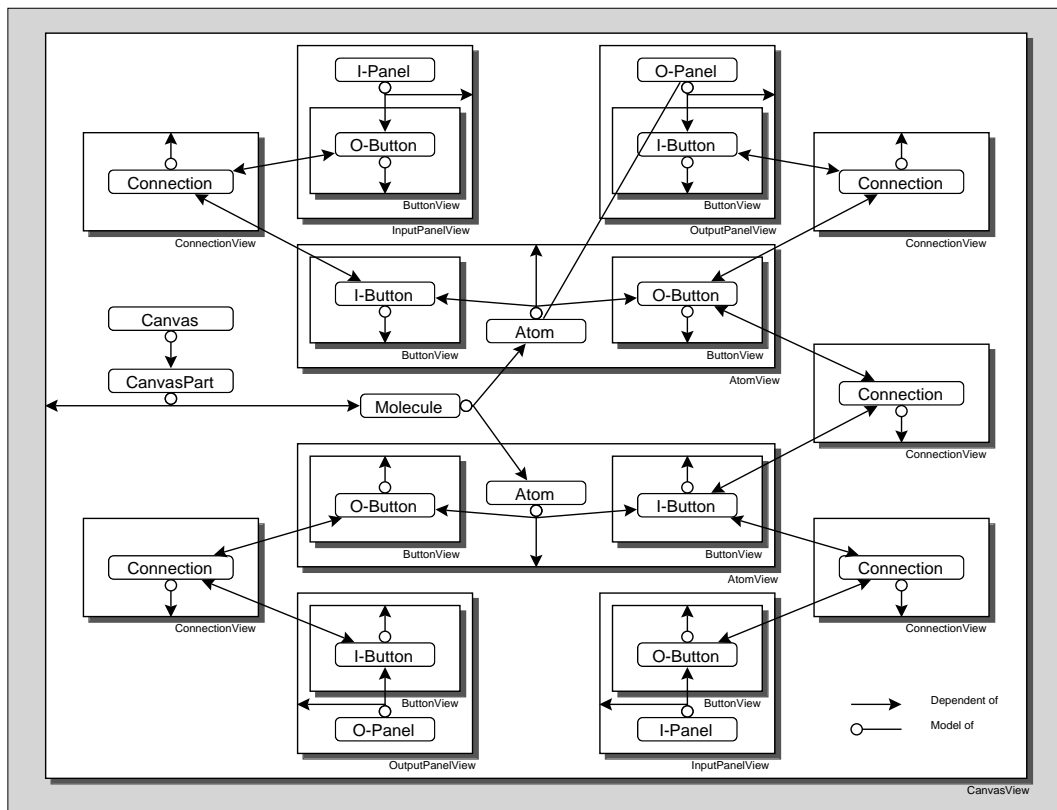 I-Panel
O-Panel
O-Button
I-Button
Connection
Connection
ButtonView
ButtonView
InputPanelView
OutputPanelView
ConnectionView
ConnectionView
I-Button
O-Button
Canvas
Atom
ButtonView
ButtonView
AtomView
CanvasPart
Connection
Molecule
ConnectionView
Atom
O-Button
I-Button
ButtonView
ButtonView
AtomView
Connection
Connection
ConnectionView
ConnectionView
I-Button
O-Button
ButtonView
ButtonView
Dependent of
Model of
O-Panel
I-Panel
OutputPanelView
InputPanelView
CanvasView